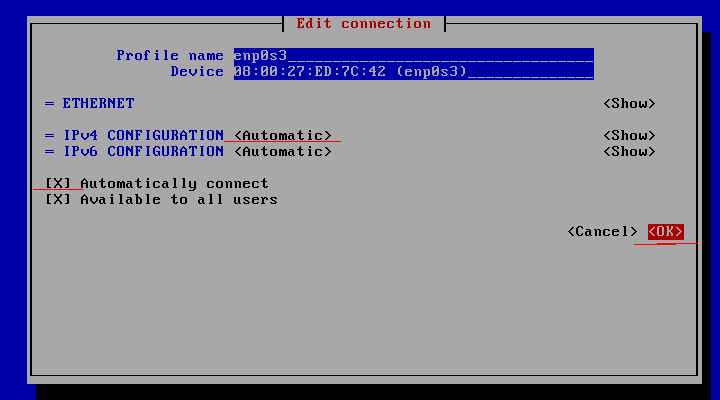 Edit connection
Profile name enp0s3
Device 08:00:27:ED:7C:42 (enp0s3)
= ETHERNET <Show>
= IPv4 CONFIGURATION <Automatic> <Show>
= IPv6 CONFIGURATION <Automatic> <Show>
[X] Automatically connect
[X] Available to all users
<Cancel> <OK>